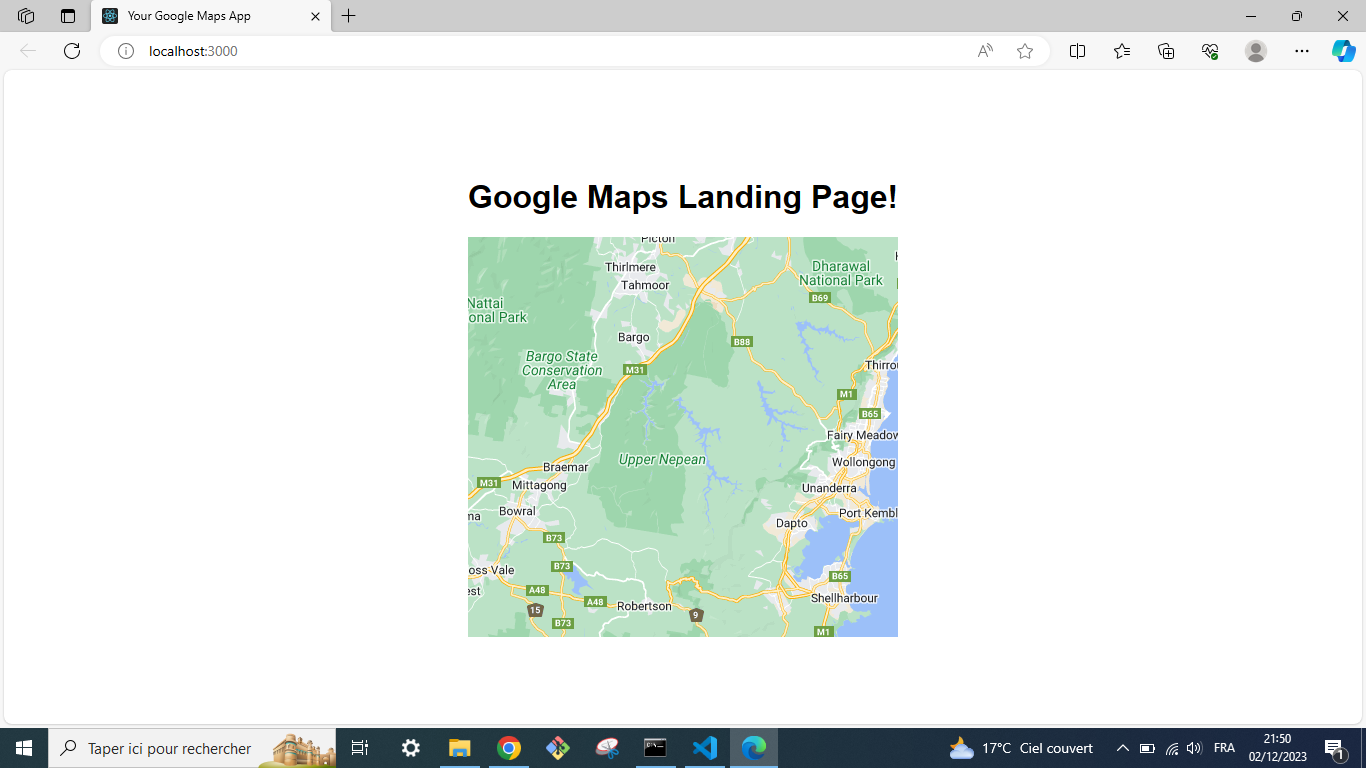 Your Google Maps App
localhost:3000
Google Maps Landing Page!
Picton
Thirlmere
Tahmoor
Dharawal
National Park
B69
Nattai
onal Park
Bargo
B88
Bargo State
Conservation
Area
M31
Thirrou
M1
B65
Fairy Meadow
Upper Nepean
Wollongong
Braemar
M31
Mittagong
Unanderra
ma
Bowral
Port Kembl
Dapto
B73
B73
oss Vale
B65
est
A48
A48
Shellharbour
15
Robertson
9
B73
M1
Taper ici pour rechercher
17°C Ciel couvert
FRA
21:50
02/12/2023
1